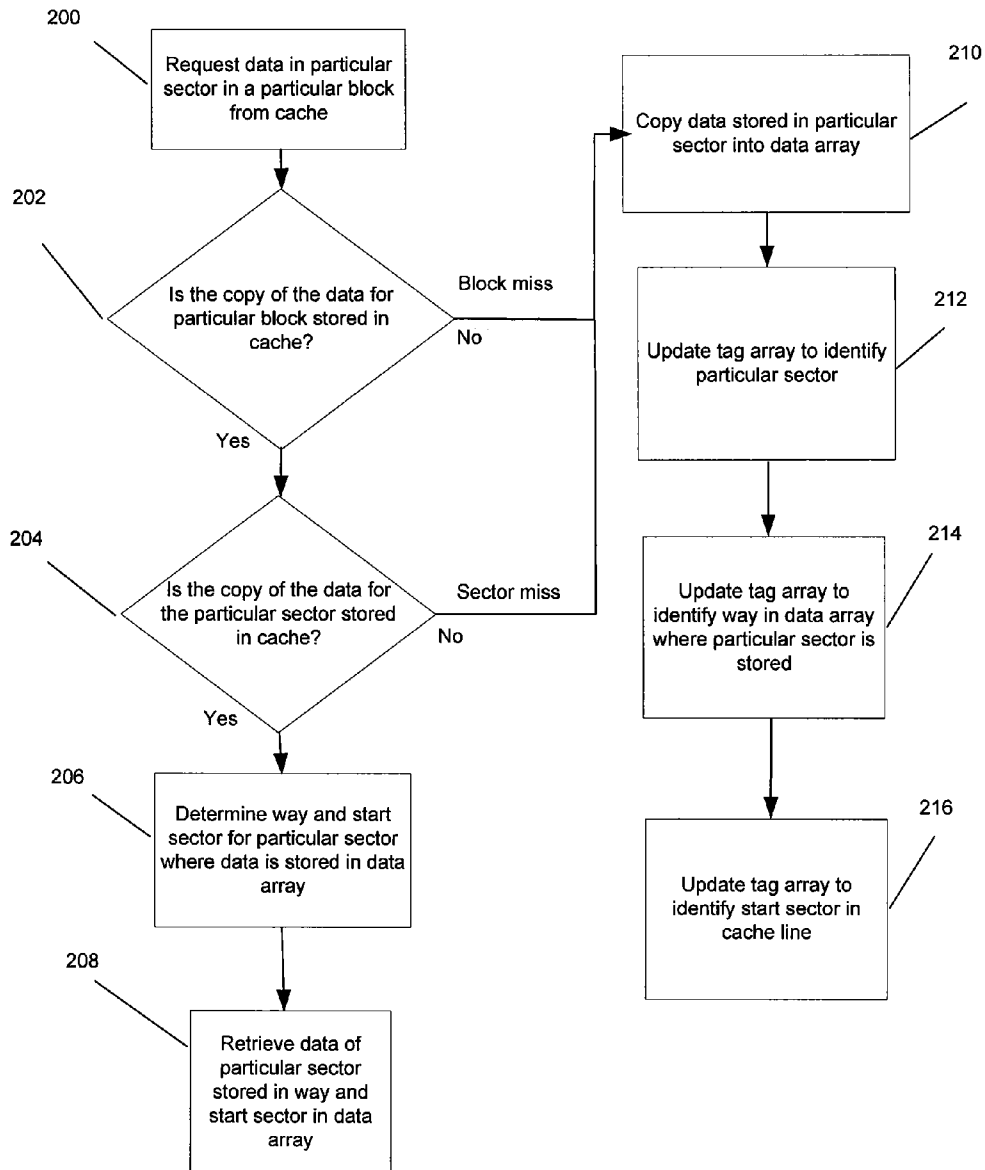 200
Request data in particular
sector in a particular block
from cache
202
Is the copy of the data for
particular block stored in
cache?
Block miss
No
Yes
204
Is the copy of the data for
the particular sector stored
in cache?
Sector miss
No
Yes
206
Determine way and start
sector for particular sector
where data is stored in data
array
208
Retrieve data of
particular sector
stored in way and
start sector in data
array
210
Copy data stored in particular
sector into data array
212
Update tag array to identify
particular sector
214
Update tag array to
identify way in data array
where particular sector is
stored
216
Update tag array to
identify start sector in
cache line